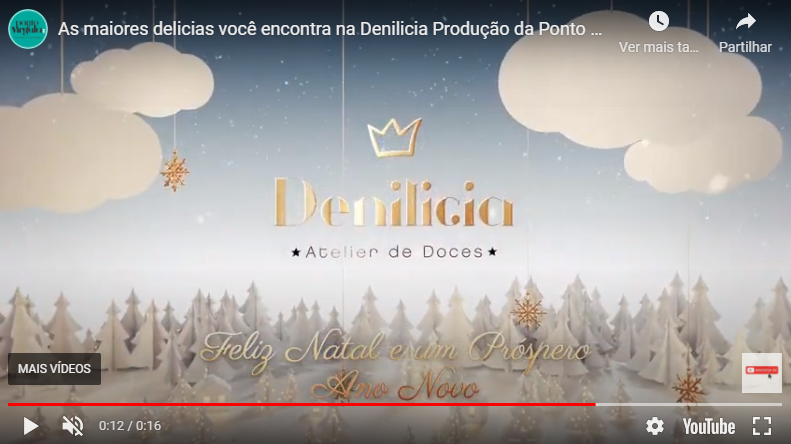 As maiores delicias você encontra na Denilicia Produção da Ponto ...
Ver mais ta...
Partilhar
Denilicia
★Atelier de Doces★
Feliz Natal e um Próspero
Ano Novo
MAIS VÍDEOS
0:12 / 0:16
YouTube